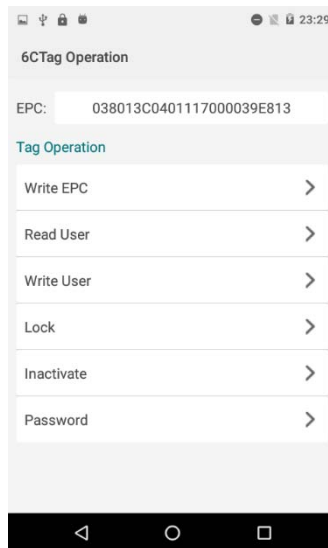 23:29
6CTag Operation
EPC: 038013C0401117000039E813
Tag Operation
Write EPC
Read User
Write User
Lock
Inactivate
Password